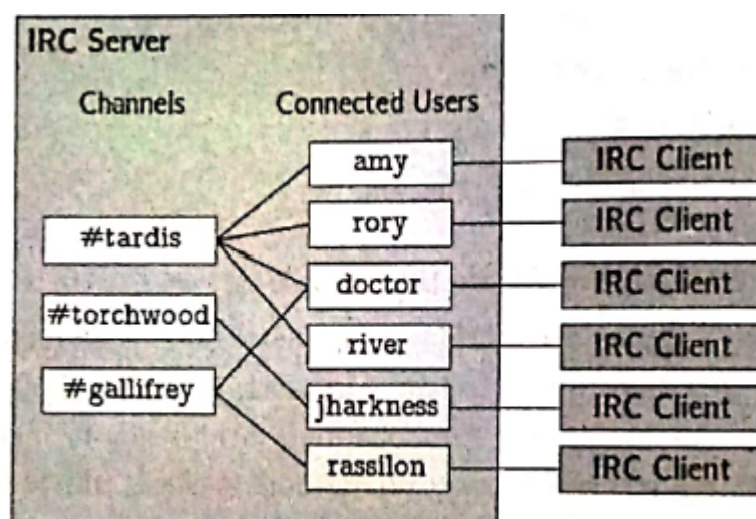 IRC Server
Channels
Connected Users
#tardis
#torchwood
#gallifrey
amy
rory
doctor
river
jharkness
rassilon
IRC Client
IRC Client
IRC Client
IRC Client
IRC Client
IRC Client